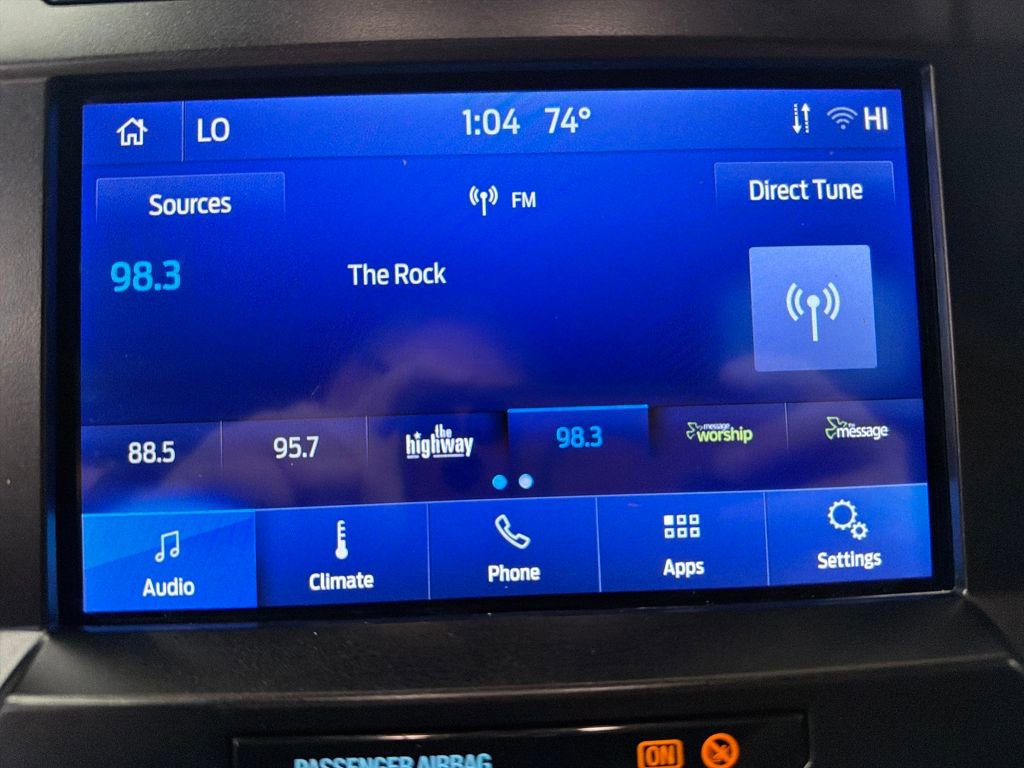 LO 1:04 74° HI
Sources FM Direct Tune
98.3 The Rock
88.5 95.7 the highway 98.3 message worship message
Audio Climate Phone Apps Settings
PASSENGER AIRBAG ON